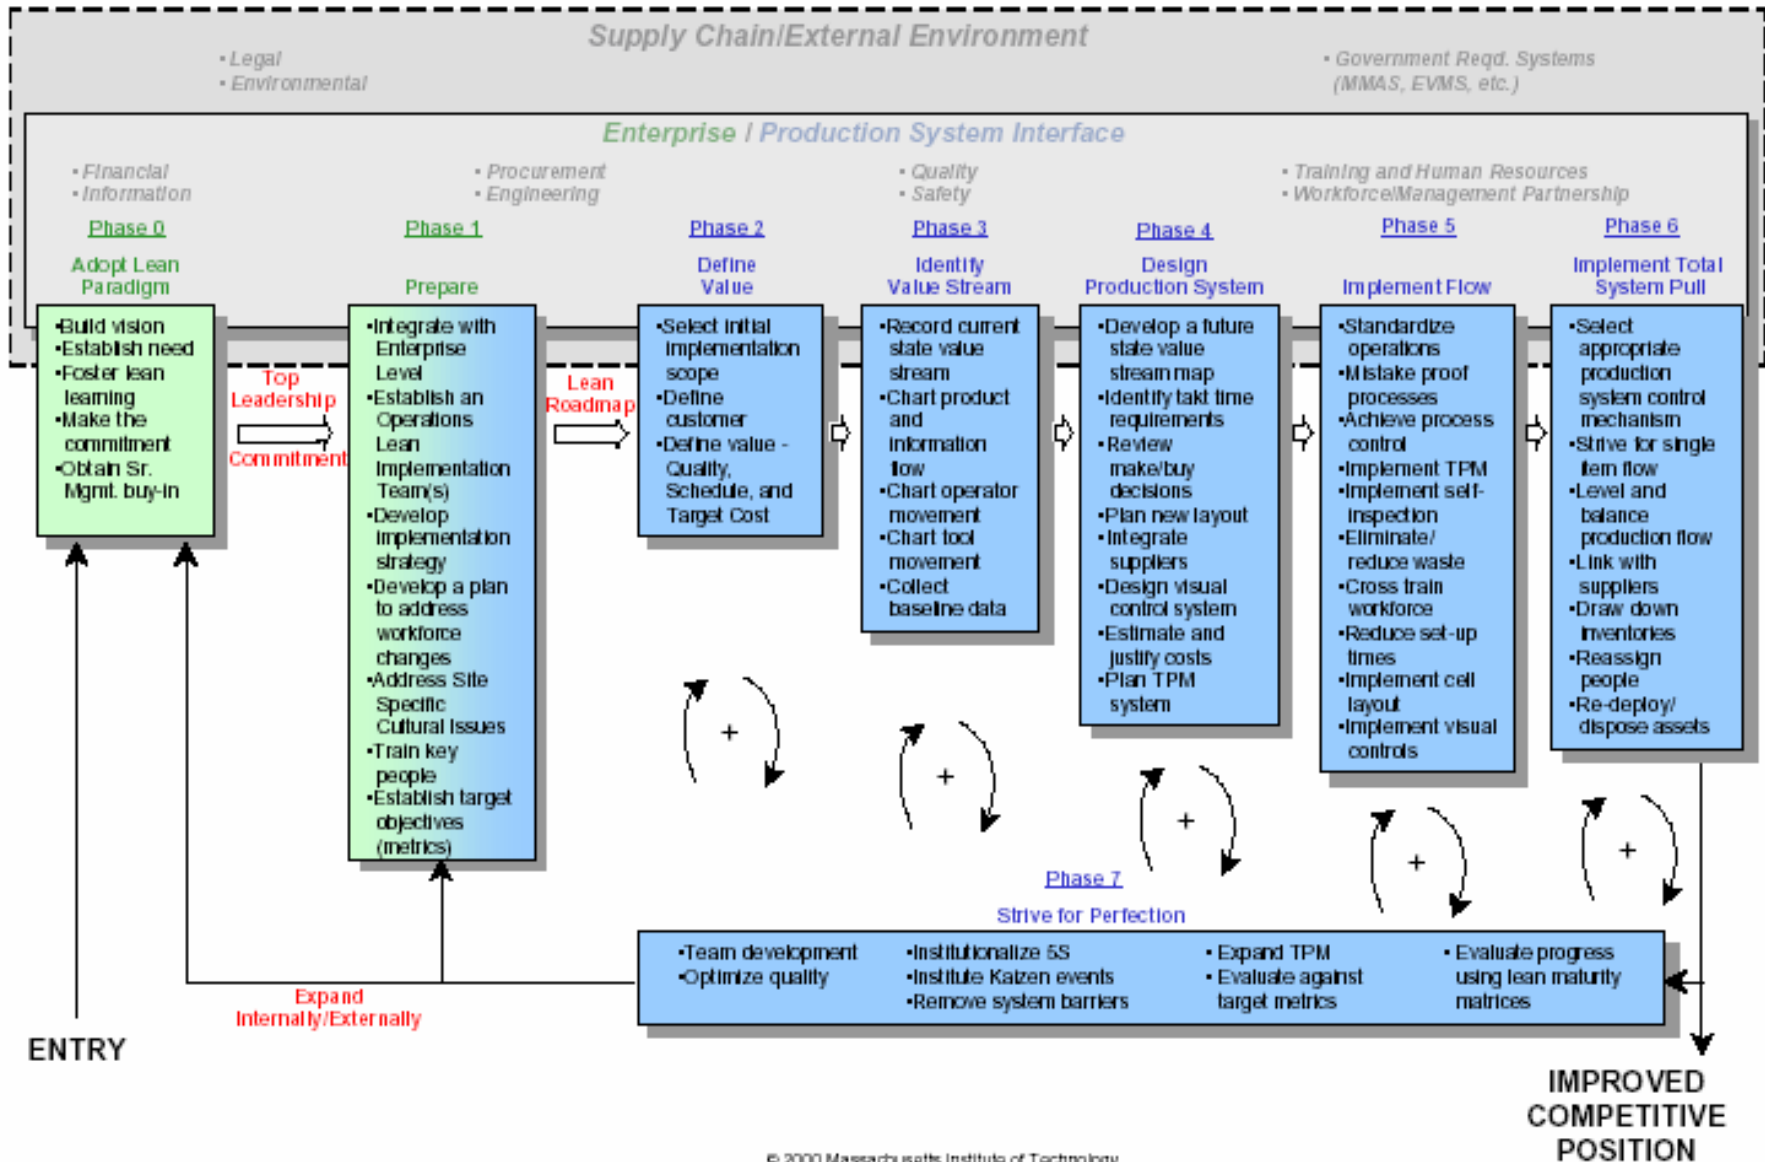 Supply Chain/External Environment
▪ Legal
▪ Environmental
▪ Government Reqd. Systems
(MMAS, EVMS, etc.)
Enterprise / Production System Interface
▪ Financial
▪ Information
▪ Procurement
▪ Engineering
▪ Quality
▪ Safety
▪ Training and Human Resources
▪ Workforce/Management Partnership
Phase 0
Adopt Lean
Paradigm
•Build vision
•Establish need
•Foster lean
learning
•Make the
commitment
•Obtain Sr.
Mgmt. buy-in
Top
Leadership
Commitment
Phase 1
Prepare
•Integrate with
Enterprise
Level
•Establish an
Operations
Lean
Implementation
Team(s)
•Develop
implementation
strategy
•Develop a plan
to address
workforce
changes
•Address Site
Specific
Cultural Issues
•Train key
people
•Establish target
objectives
(metrics)
Lean
Roadmap
Phase 2
Define
Value
•Select initial
implementation
scope
•Define
customer
•Define value -
Quality,
Schedule, and
Target Cost
Phase 3
Identify
Value Stream
•Record current
state value
stream
•Chart product
and
information
flow
•Chart operator
movement
•Chart tool
movement
•Collect
baseline data
Phase 4
Design
Production System
•Develop a future
state value
stream map
•Identify takt time
requirements
•Review
make/buy
decisions
•Plan new layout
•Integrate
suppliers
•Design visual
control system
•Estimate and
justify costs
•Plan TPM
system
Phase 5
Implement Flow
•Standardize
operations
•Mistake proof
processes
•Achieve process
control
•Implement TPM
•Implement self-
inspection
•Eliminate/
reduce waste
•Cross train
workforce
•Reduce set-up
times
•Implement cell
layout
•Implement visual
controls
Phase 6
Implement Total
System Pull
•Select
appropriate
production
system control
mechanism
•Strive for single
item flow
•Level and
balance
production flow
•Link with
suppliers
•Draw down
inventories
•Reassign
people
•Re-deploy/
dispose assets
+
+
+
+
+
Phase 7
Strive for Perfection
•Team development
•Optimize quality
•Institutionalize 5S
•Institute Kaizen events
•Remove system barriers
• Expand TPM
• Evaluate against
target metrics
• Evaluate progress
using lean maturity
matrices
Expand
Internally/Externally
ENTRY
IMPROVED
COMPETITIVE
POSITION
© 2000 Massachusetts Institute of Technology